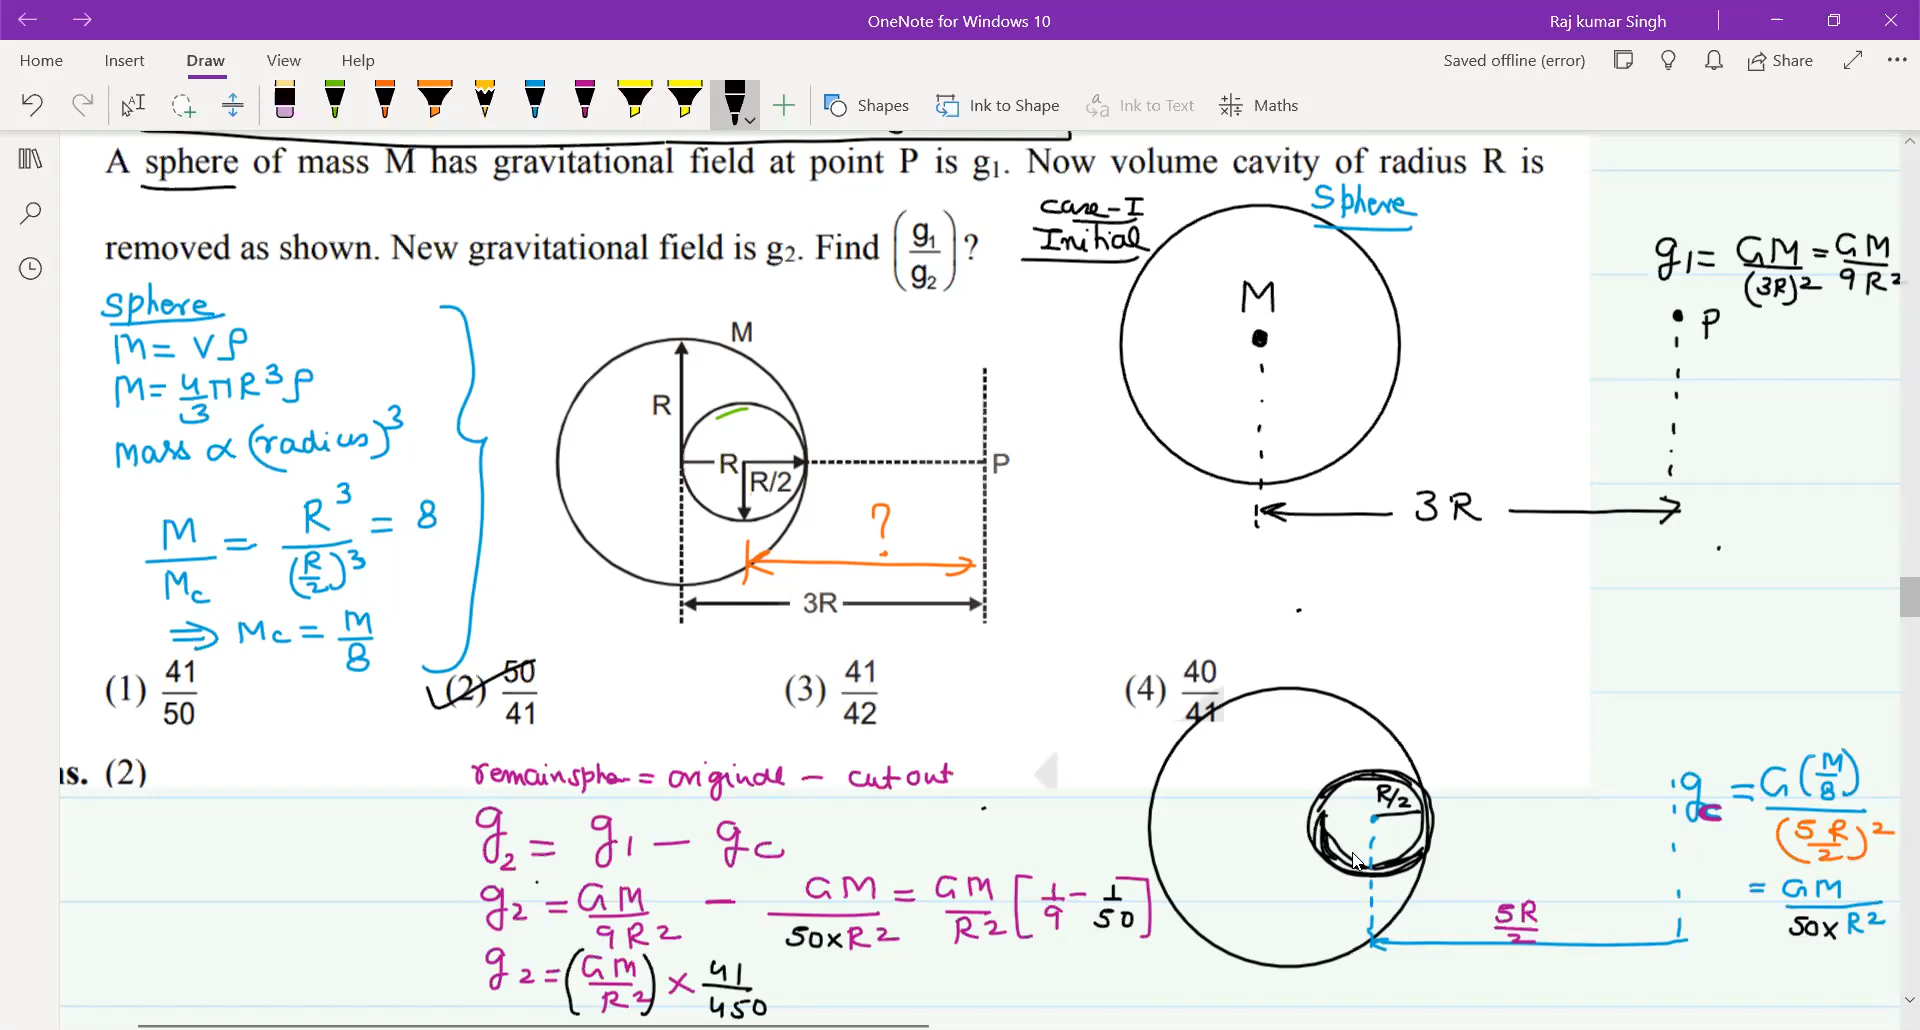 OneNote for Windows 10
Raj kumar Singh
Home Insert Draw View Help
Saved offline (error)
Share
Shapes
Ink to Shape
Ink to Text
Maths
A sphere of mass M has gravitational field at point P is g₁. Now volume cavity of radius R is
removed as shown. New gravitational field is g₂. Find (g₁/g₂)?
case-I
Initial
Sphere
M
g₁ = GM/(3R)² = GM/9R²
P
3R
sphere
M = Vρ
M = 4/3 πR³ρ
mass ∝ (radius)³
M/Mc = R³/(R/2)³ = 8
⇒ Mc = M/8
M
R
R
R/2
P
?
3R
(1) 41/50
(2) 50/41
(3) 41/42
(4) 40/41
ns. (2)
remain sphe = original – cut out
g₂ = g₁ – gc
g₂ = GM/9R² – GM/50×R² = GM/R² [1/9 – 1/50]
g₂ = (GM/R²) × 41/450
R/2
5R/2
gc = G(M/8)/(5R/2)²
= GM/50×R²